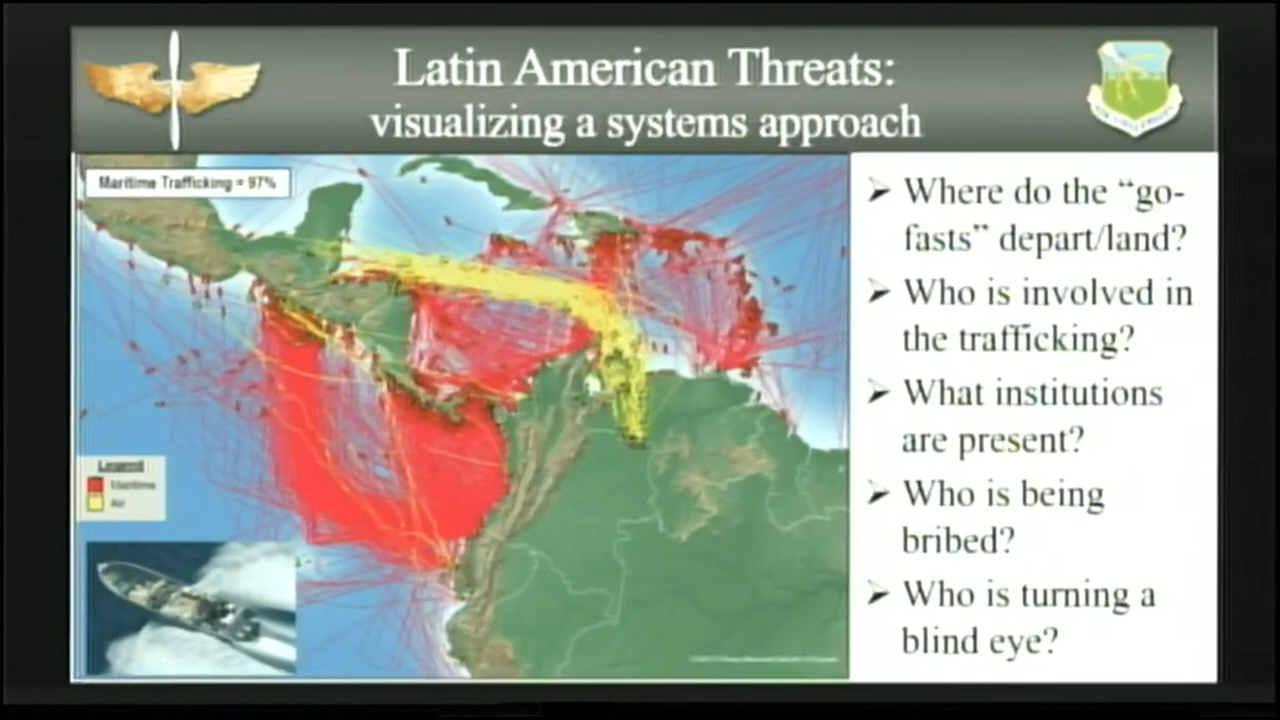 Latin American Threats:
visualizing a systems approach
Maritime Trafficking = 97%
Legend
Maritime
Air
➢ Where do the “go-
fasts” depart/land?
➢ Who is involved in
the trafficking?
➢ What institutions
are present?
➢ Who is being
bribed?
➢ Who is turning a
blind eye?